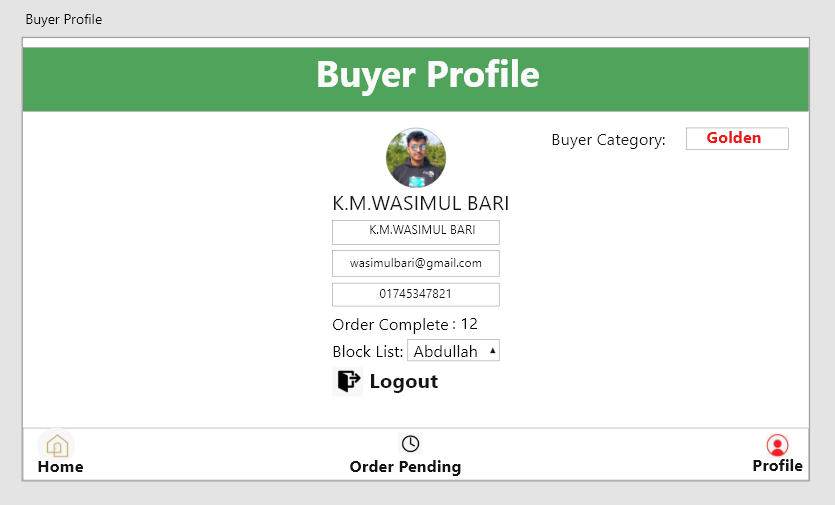 Buyer Profile
Buyer Profile
Buyer Category: Golden
K.M.WASIMUL BARI
K.M.WASIMUL BARI
wasimulbari@gmail.com
01745347821
Order Complete : 12
Block List: Abdullah
Logout
Home
Order Pending
Profile